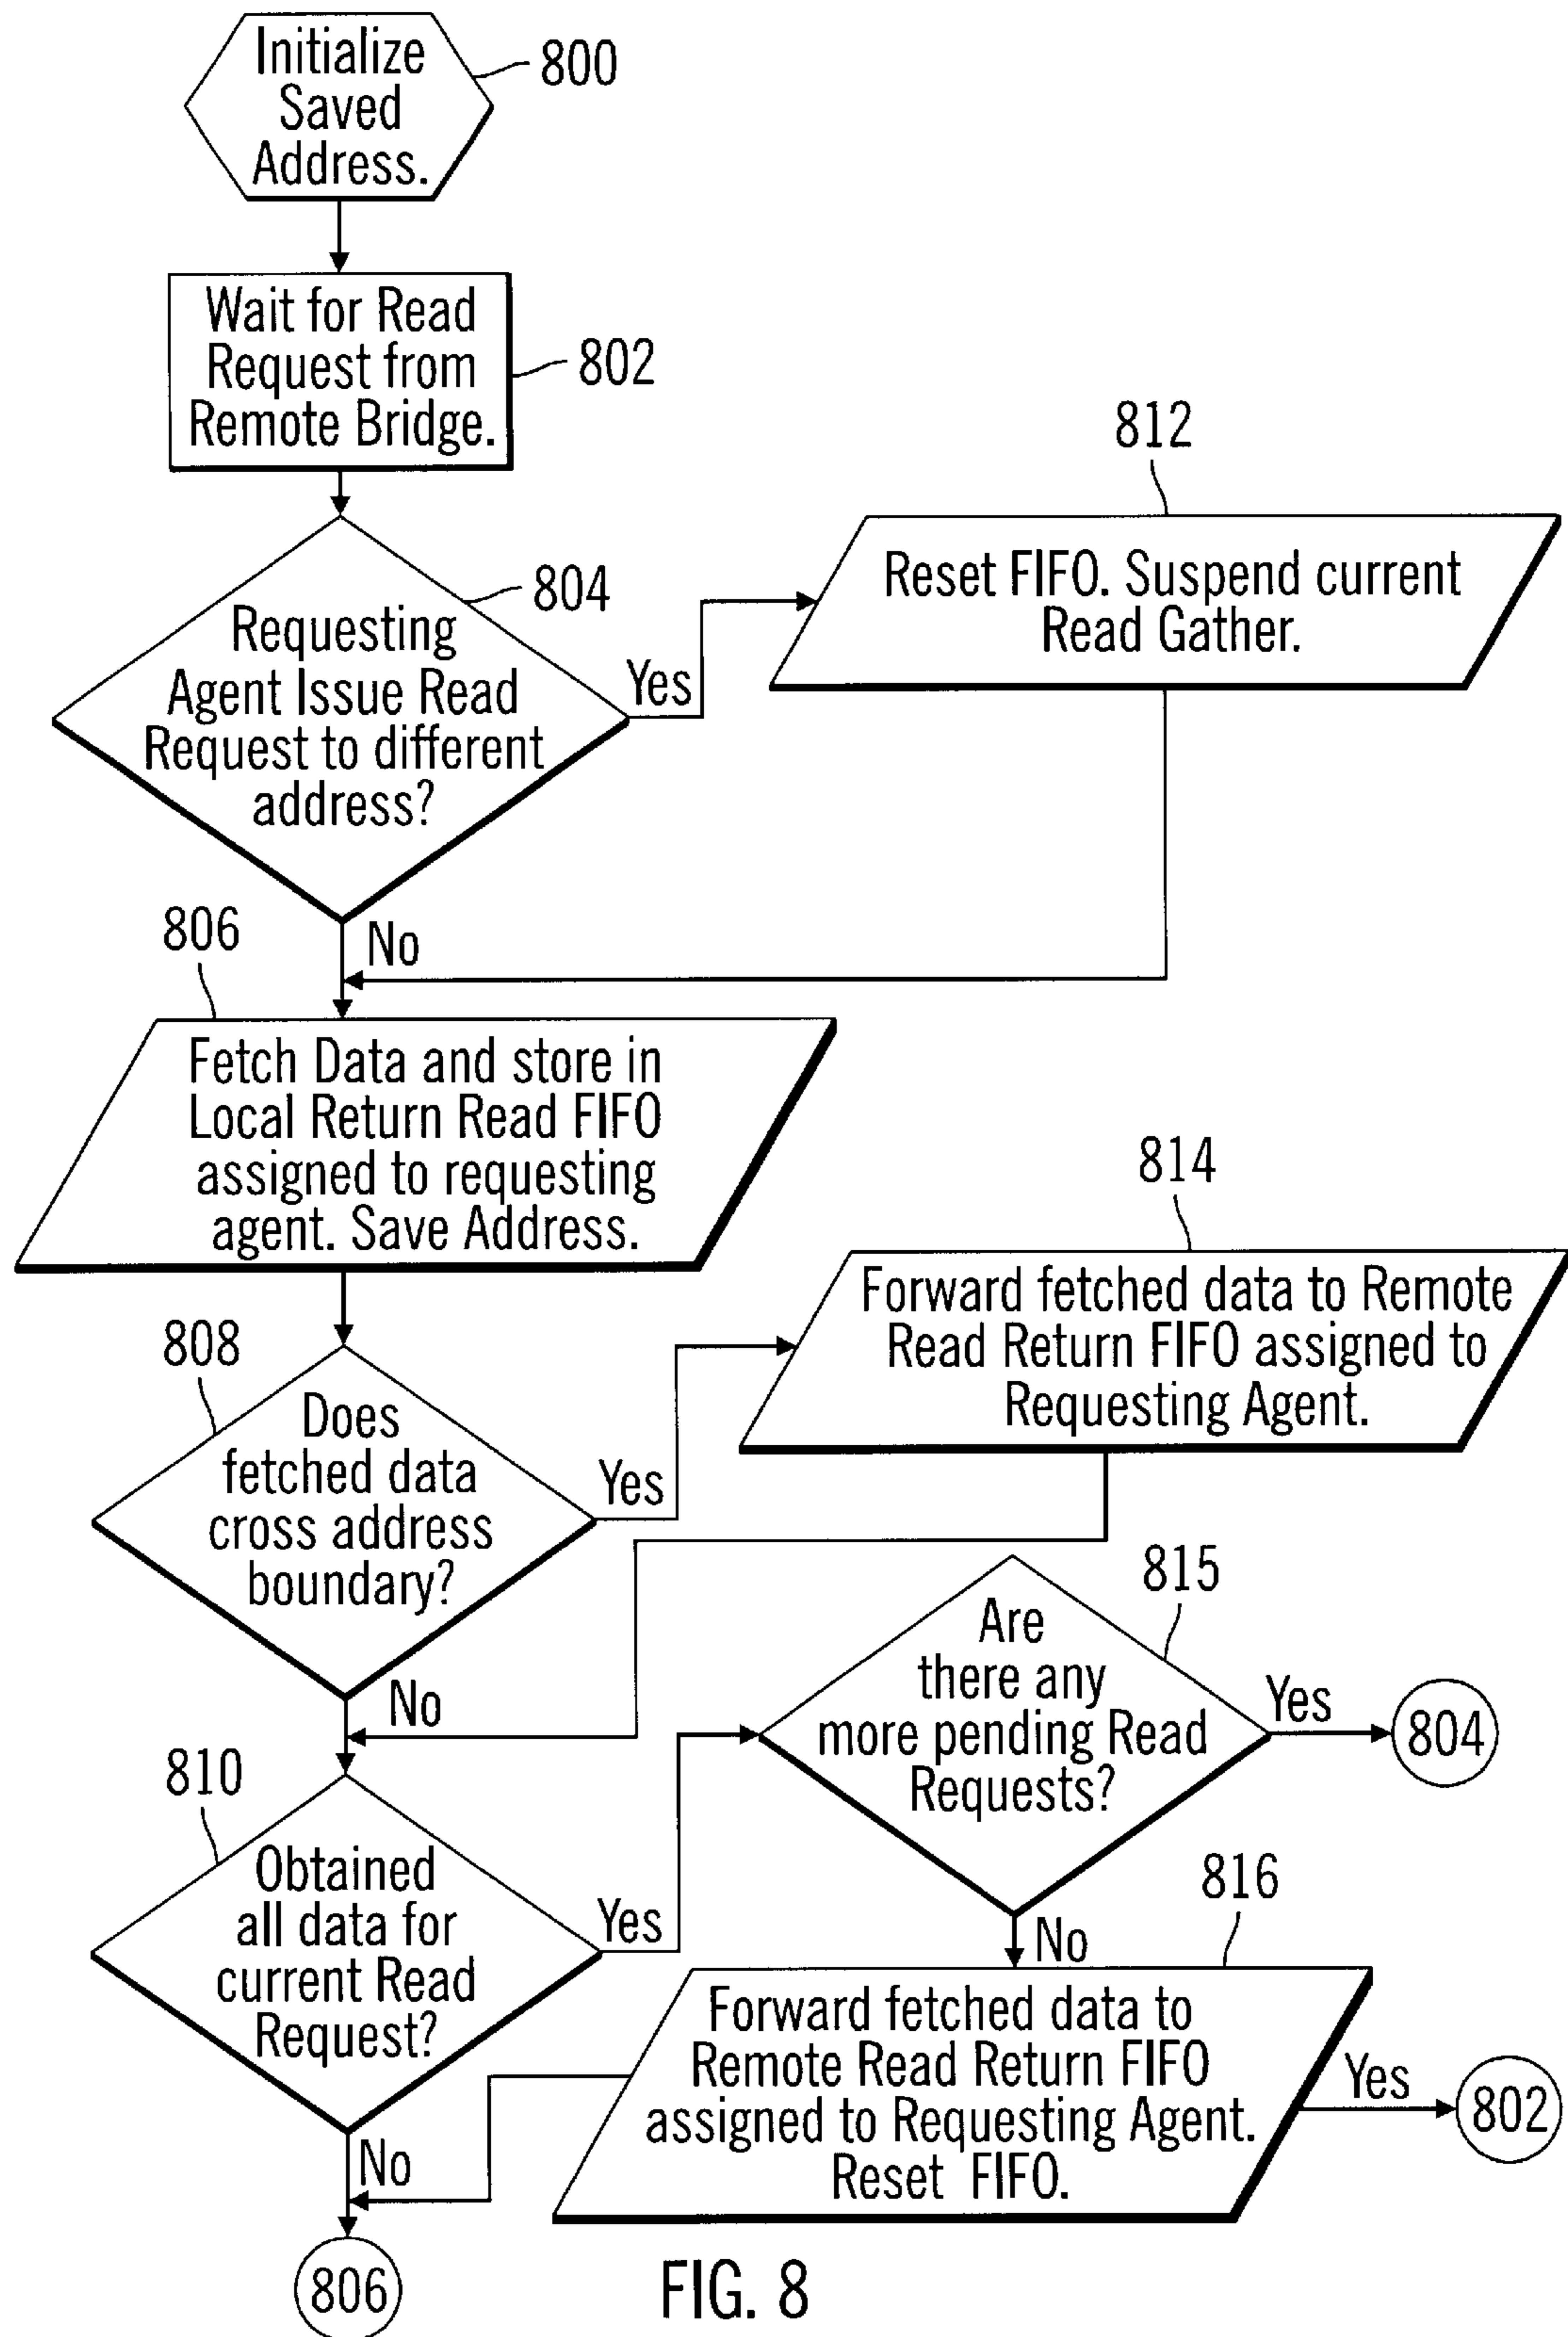 Initialize
Saved
Address.
800
Wait for Read
Request from
Remote Bridge.
802
812
Reset FIFO. Suspend current
Read Gather.
804
Requesting
Agent Issue Read
Request to different
address?
Yes
No
806
Fetch Data and store in
Local Return Read FIFO
assigned to requesting
agent. Save Address.
814
Forward fetched data to Remote
Read Return FIFO assigned to
Requesting Agent.
808
Does
fetched data
cross address
boundary?
Yes
No
815
Are
there any
more pending Read
Requests?
Yes
804
No
810
Obtained
all data for
current Read
Request?
Yes
No
816
Forward fetched data to
Remote Read Return FIFO
assigned to Requesting Agent.
Reset FIFO.
Yes
802
806
FIG. 8